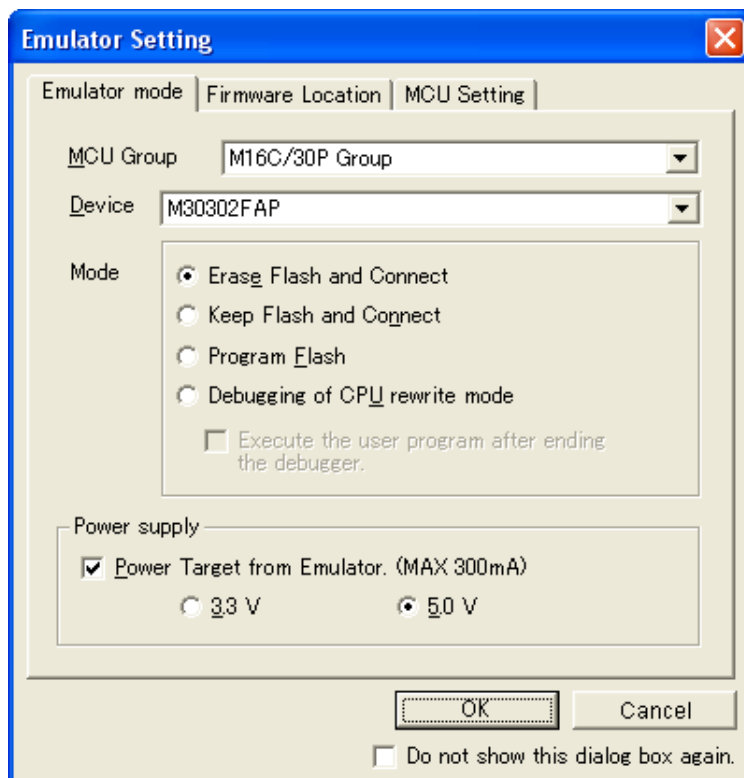 Emulator Setting
Emulator mode Firmware Location MCU Setting
MCU Group M16C/30P Group
Device M30302FAP
Mode
Erase Flash and Connect
Keep Flash and Connect
Program Flash
Debugging of CPU rewrite mode
Execute the user program after ending
the debugger.
Power supply
Power Target from Emulator. (MAX 300mA)
3.3 V 5.0 V
OK Cancel
Do not show this dialog box again.